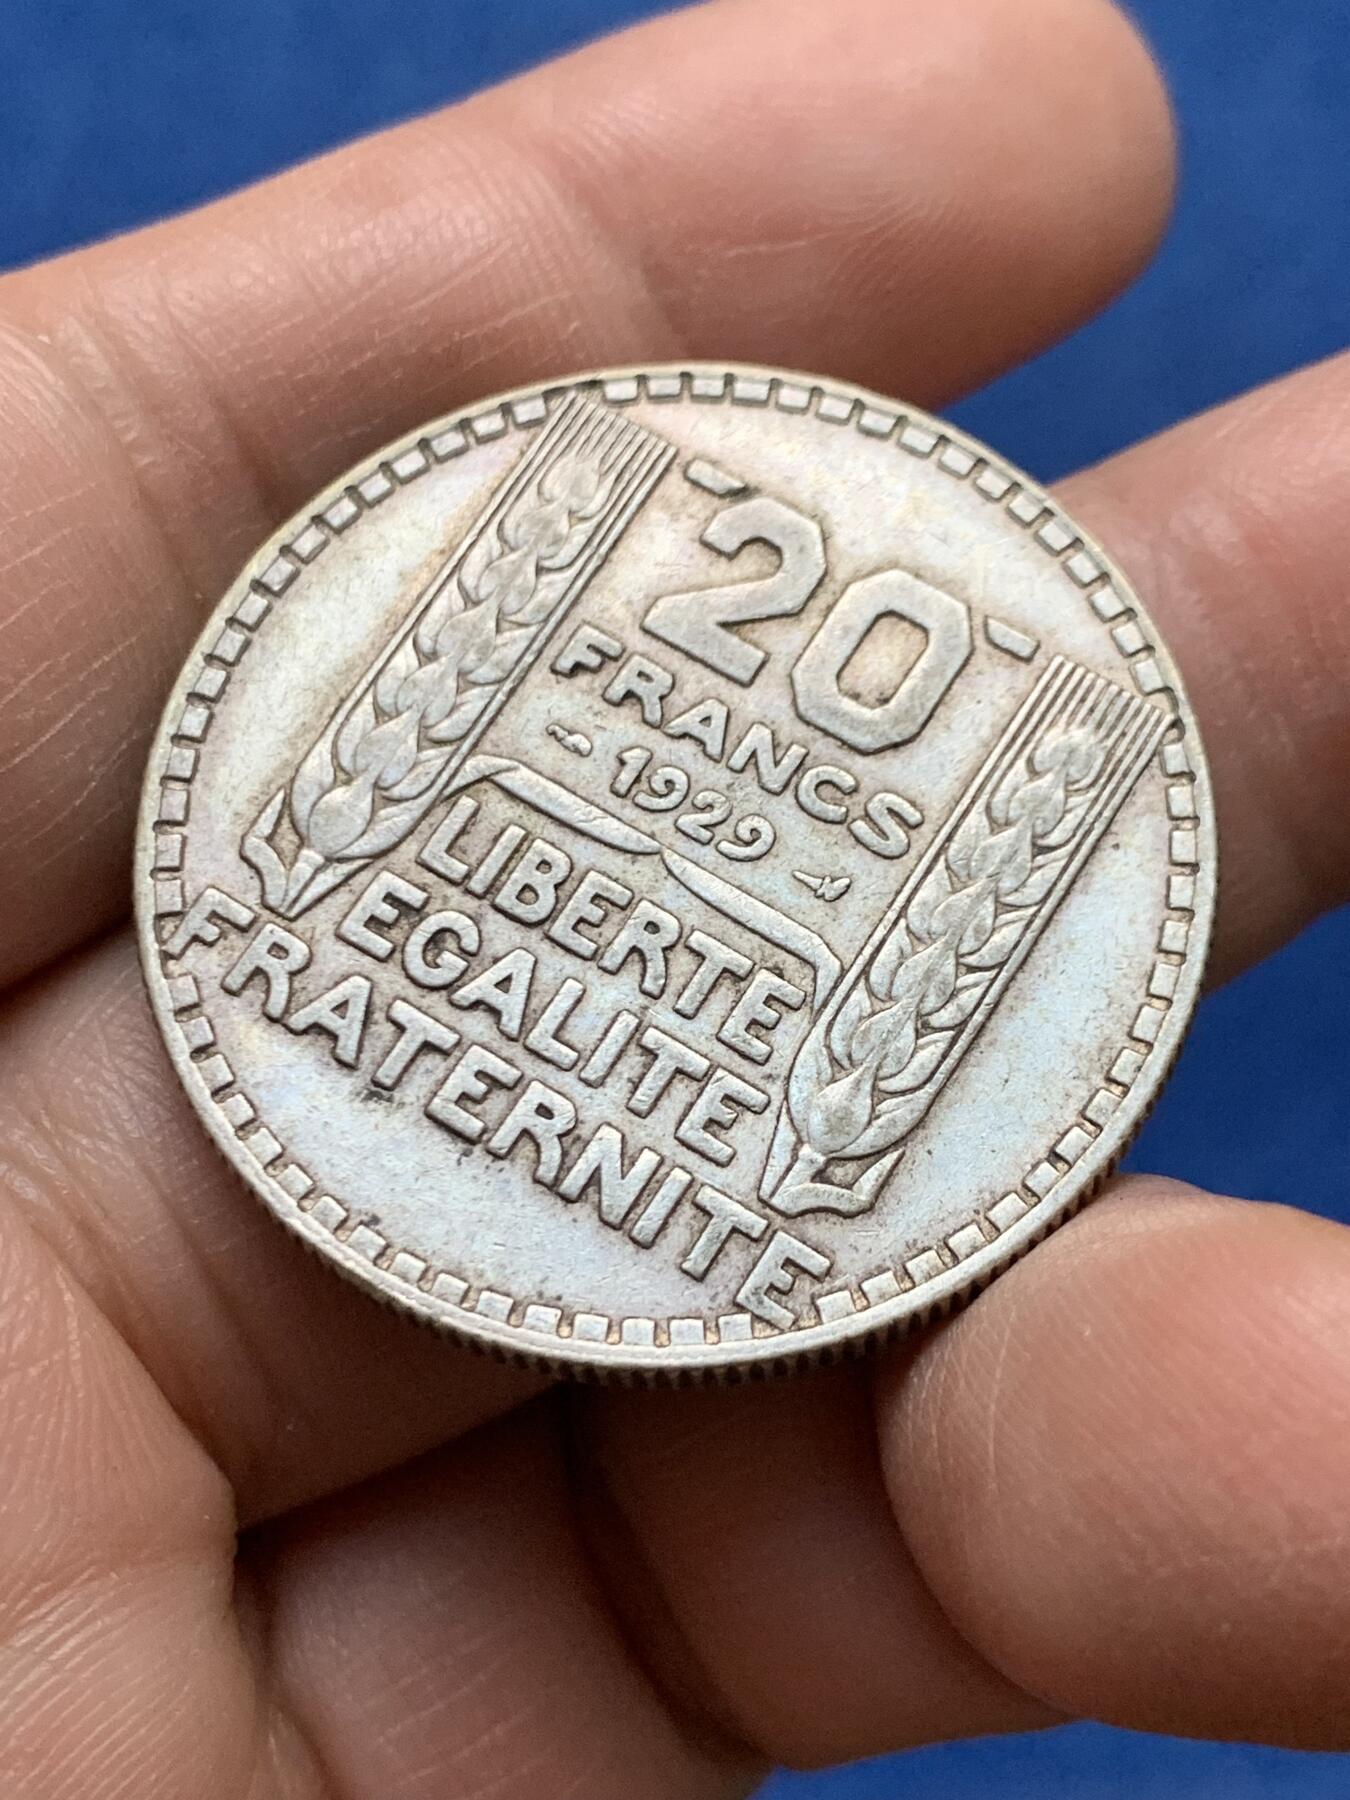 20
FRANCS
1929
LIBERTE
EGALITE
FRATERNITE